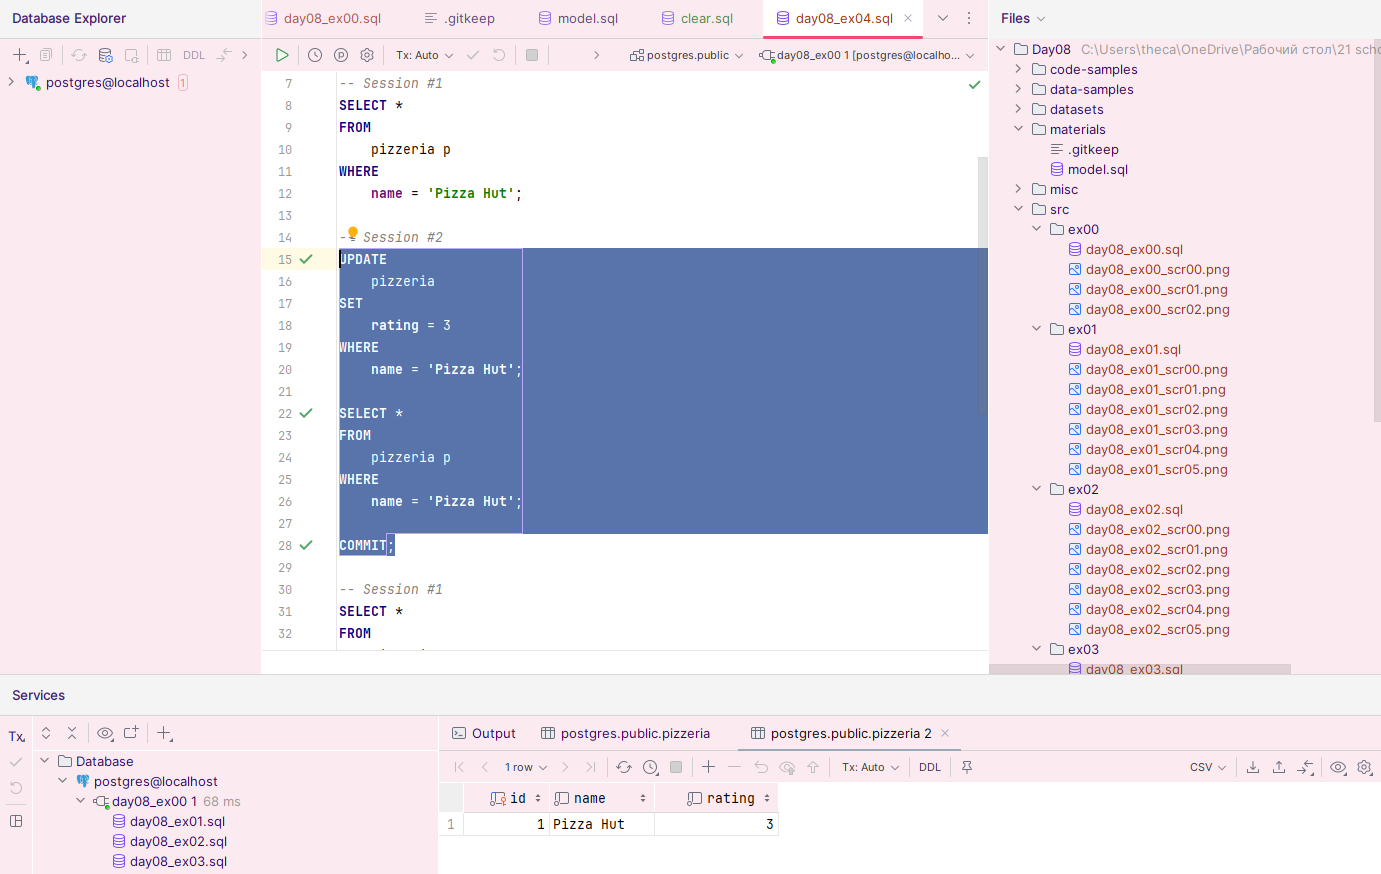 Database Explorer
day08_ex00.sql
.gitkeep
model.sql
clear.sql
day08_ex04.sql
Files
DDL
Tx: Auto
postgres.public
day08_ex00 1 [postgres@localho...
postgres@localhost 1
7 -- Session #1
8 SELECT *
9 FROM
10 pizzeria p
11 WHERE
12 name = 'Pizza Hut';
13
14 -- Session #2
15 UPDATE
16 pizzeria
17 SET
18 rating = 3
19 WHERE
20 name = 'Pizza Hut';
21
22 SELECT *
23 FROM
24 pizzeria p
25 WHERE
26 name = 'Pizza Hut';
27
28 COMMIT;
29
30 -- Session #1
31 SELECT *
32 FROM
Day08 C:\Users\theca\OneDrive\Рабочий стол\21 scho
code-samples
data-samples
datasets
materials
.gitkeep
model.sql
misc
src
ex00
day08_ex00.sql
day08_ex00_scr00.png
day08_ex00_scr01.png
day08_ex00_scr02.png
ex01
day08_ex01.sql
day08_ex01_scr00.png
day08_ex01_scr01.png
day08_ex01_scr02.png
day08_ex01_scr03.png
day08_ex01_scr04.png
day08_ex01_scr05.png
ex02
day08_ex02.sql
day08_ex02_scr00.png
day08_ex02_scr01.png
day08_ex02_scr02.png
day08_ex02_scr03.png
day08_ex02_scr04.png
day08_ex02_scr05.png
ex03
day08_ex03.sql
Services
Tx
Database
postgres@localhost
day08_ex00 1 68 ms
day08_ex01.sql
day08_ex02.sql
day08_ex03.sql
Output
postgres.public.pizzeria
postgres.public.pizzeria 2
1 row
Tx: Auto
DDL
CSV
id name rating
1 1 Pizza Hut 3